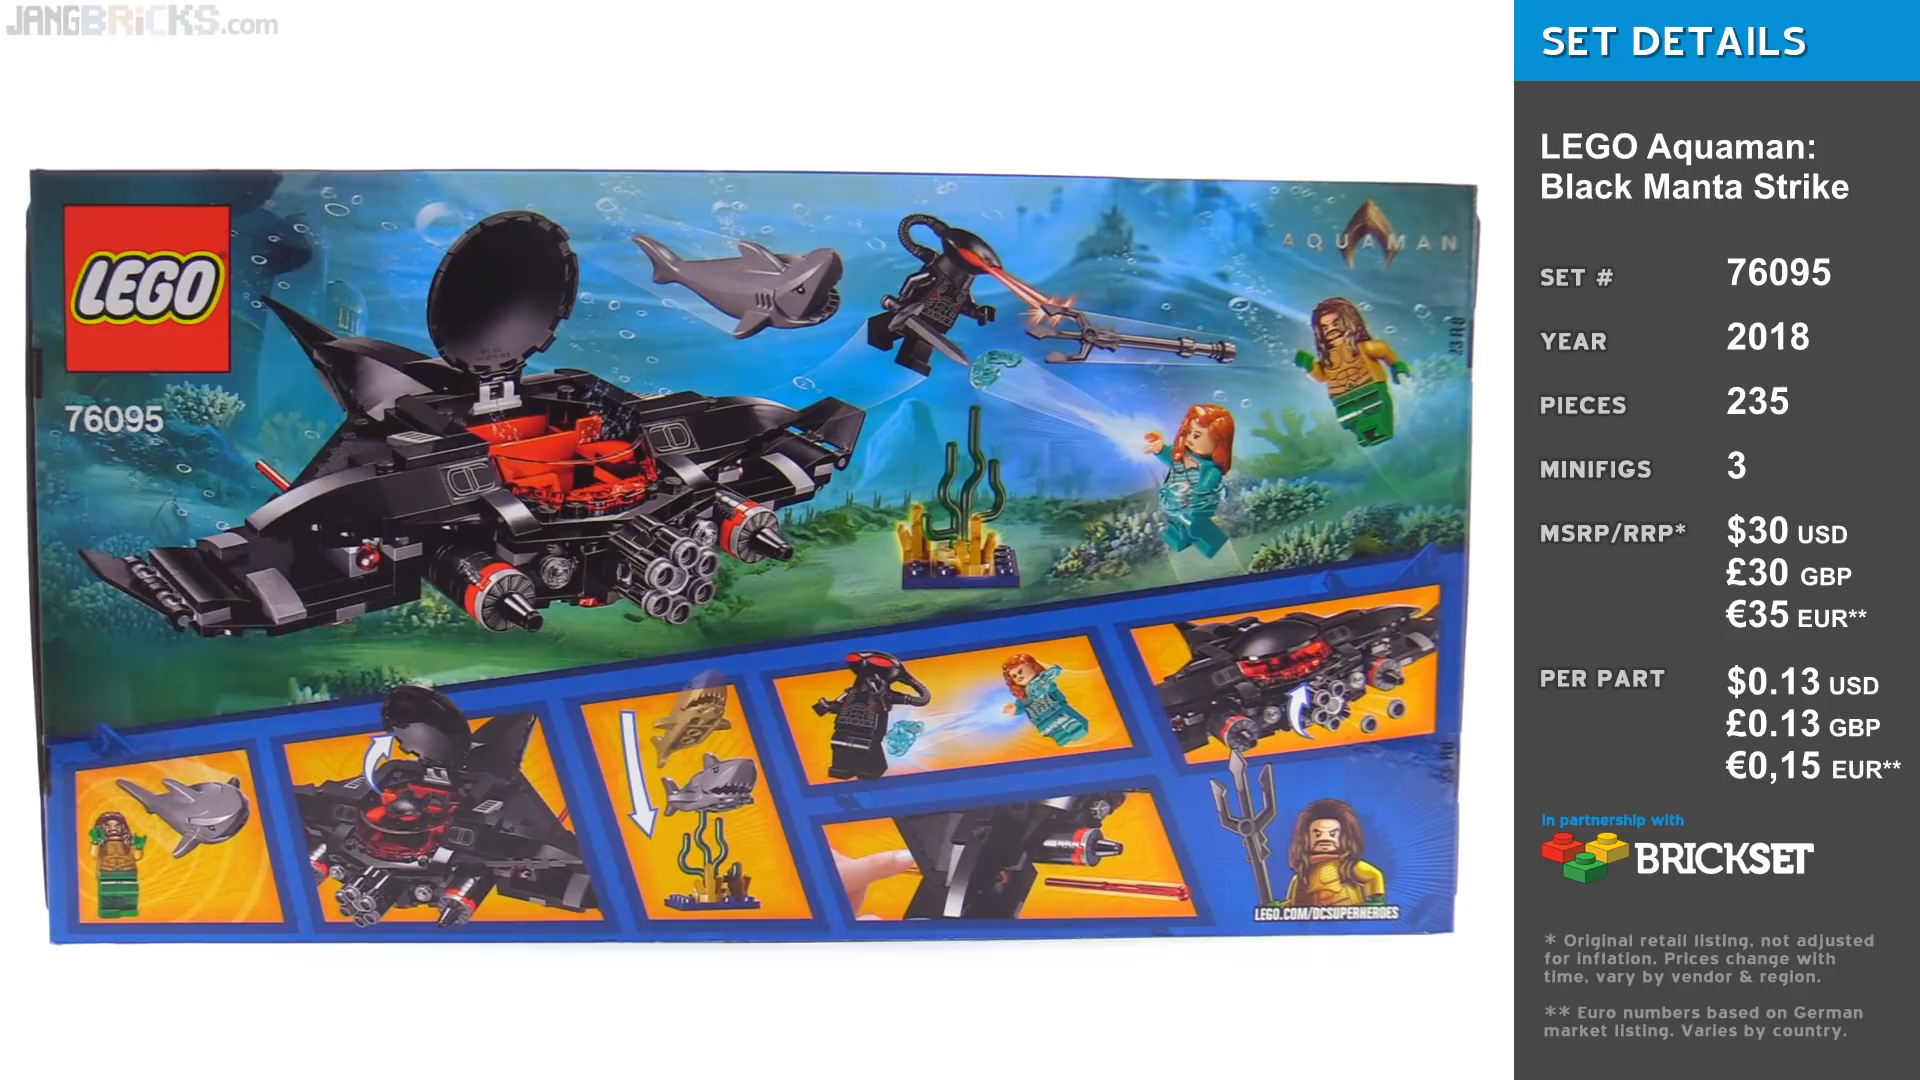 JANGBRiCKS.com
SET DETAILS
LEGO Aquaman:
Black Manta Strike
SET # 76095
YEAR 2018
PIECES 235
MINIFIGS 3
MSRP/RRP* $30 USD
£30 GBP
€35 EUR**
PER PART $0.13 USD
£0.13 GBP
€0,15 EUR**
In partnership with
BRICKSET
* Original retail listing, not adjusted
for inflation. Prices change with
time, vary by vendor & region.
** Euro numbers based on German
market listing. Varies by country.
LEGO
76095
AQUAMAN
LEGO.COM/DCSUPERHEROES